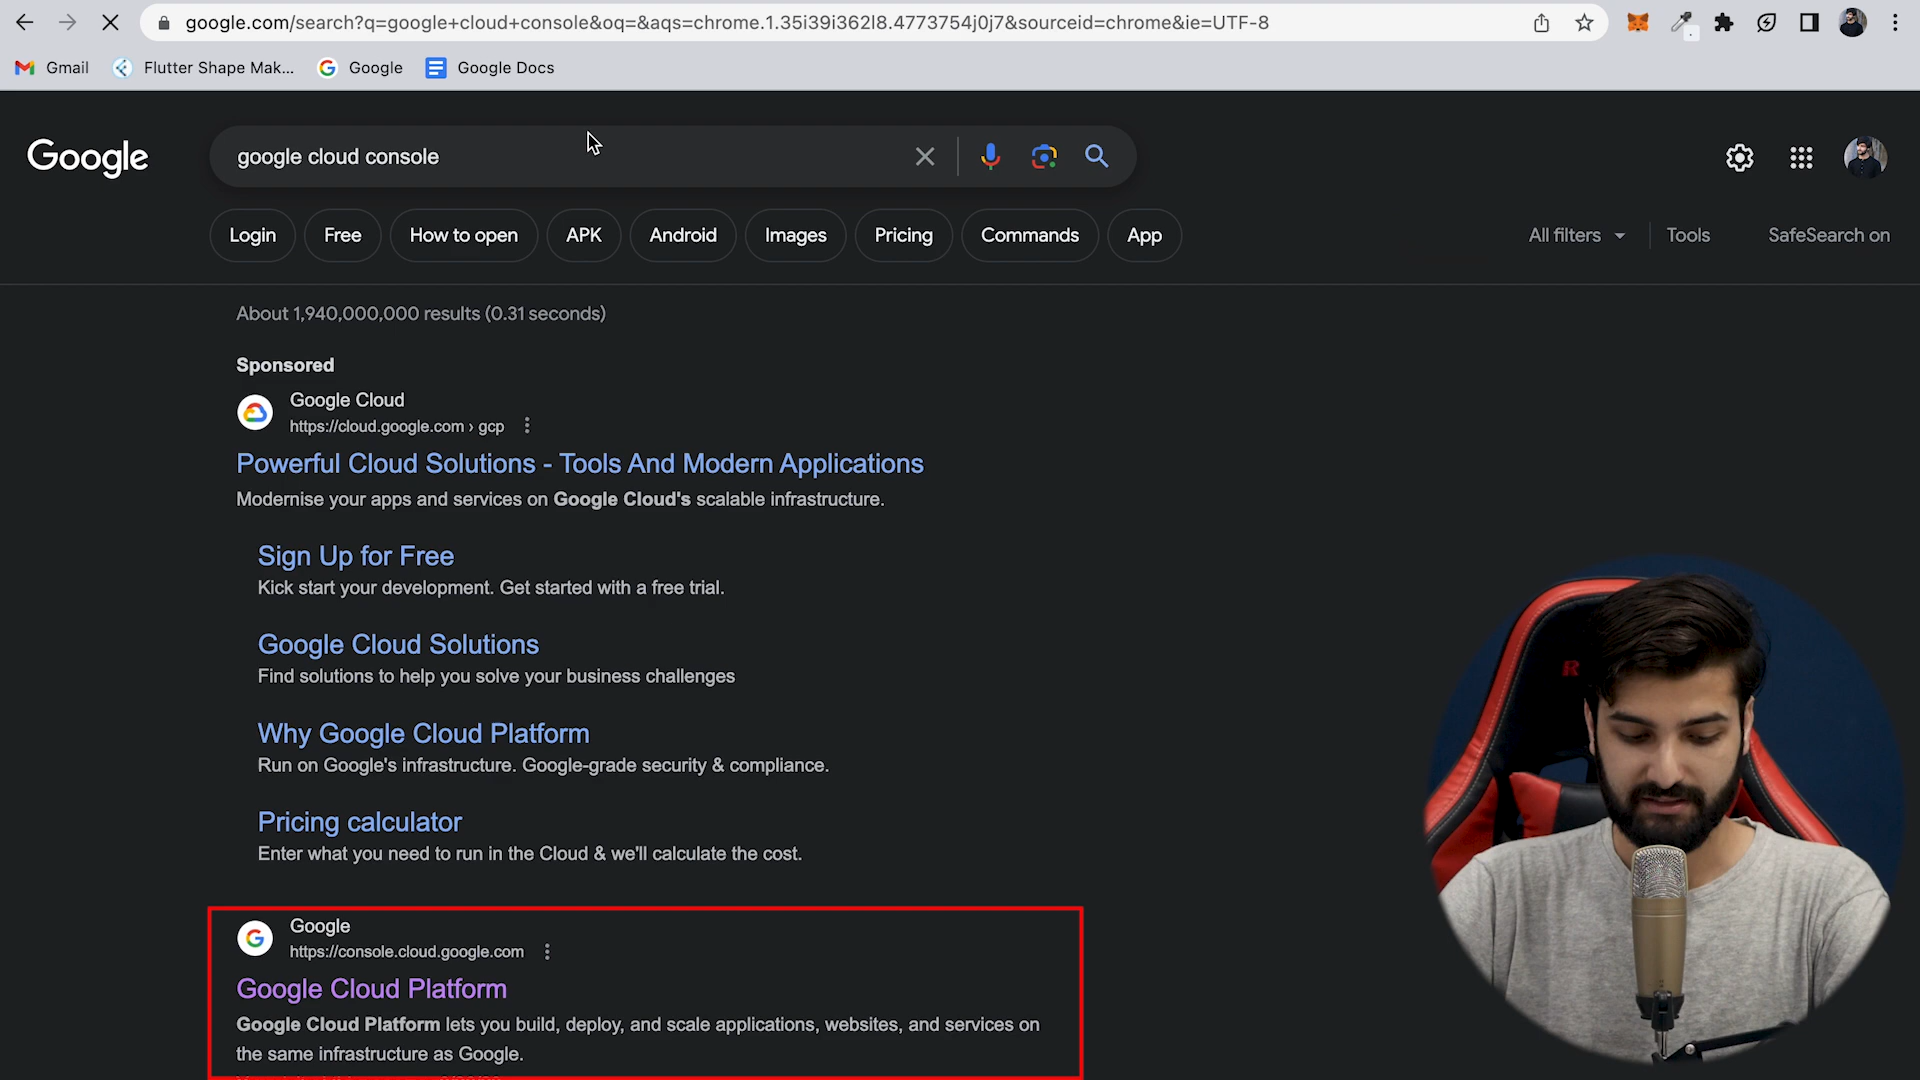 google.com/search?q=google+cloud+console&oq=&aqs=chrome.1.35i39i362l8.4773754j0j7&sourceid=chrome&ie=UTF-8
Gmail
Flutter Shape Mak...
Google
Google Docs
Google
google cloud console
Login
Free
How to open
APK
Android
Images
Pricing
Commands
App
All filters
Tools
SafeSearch on
About 1,940,000,000 results (0.31 seconds)
Sponsored
Google Cloud
https://cloud.google.com › gcp
Powerful Cloud Solutions - Tools And Modern Applications
Modernise your apps and services on Google Cloud's scalable infrastructure.
Sign Up for Free
Kick start your development. Get started with a free trial.
Google Cloud Solutions
Find solutions to help you solve your business challenges
Why Google Cloud Platform
Run on Google's infrastructure. Google-grade security & compliance.
Pricing calculator
Enter what you need to run in the Cloud & we'll calculate the cost.
Google
https://console.cloud.google.com
Google Cloud Platform
Google Cloud Platform lets you build, deploy, and scale applications, websites, and services on
the same infrastructure as Google.